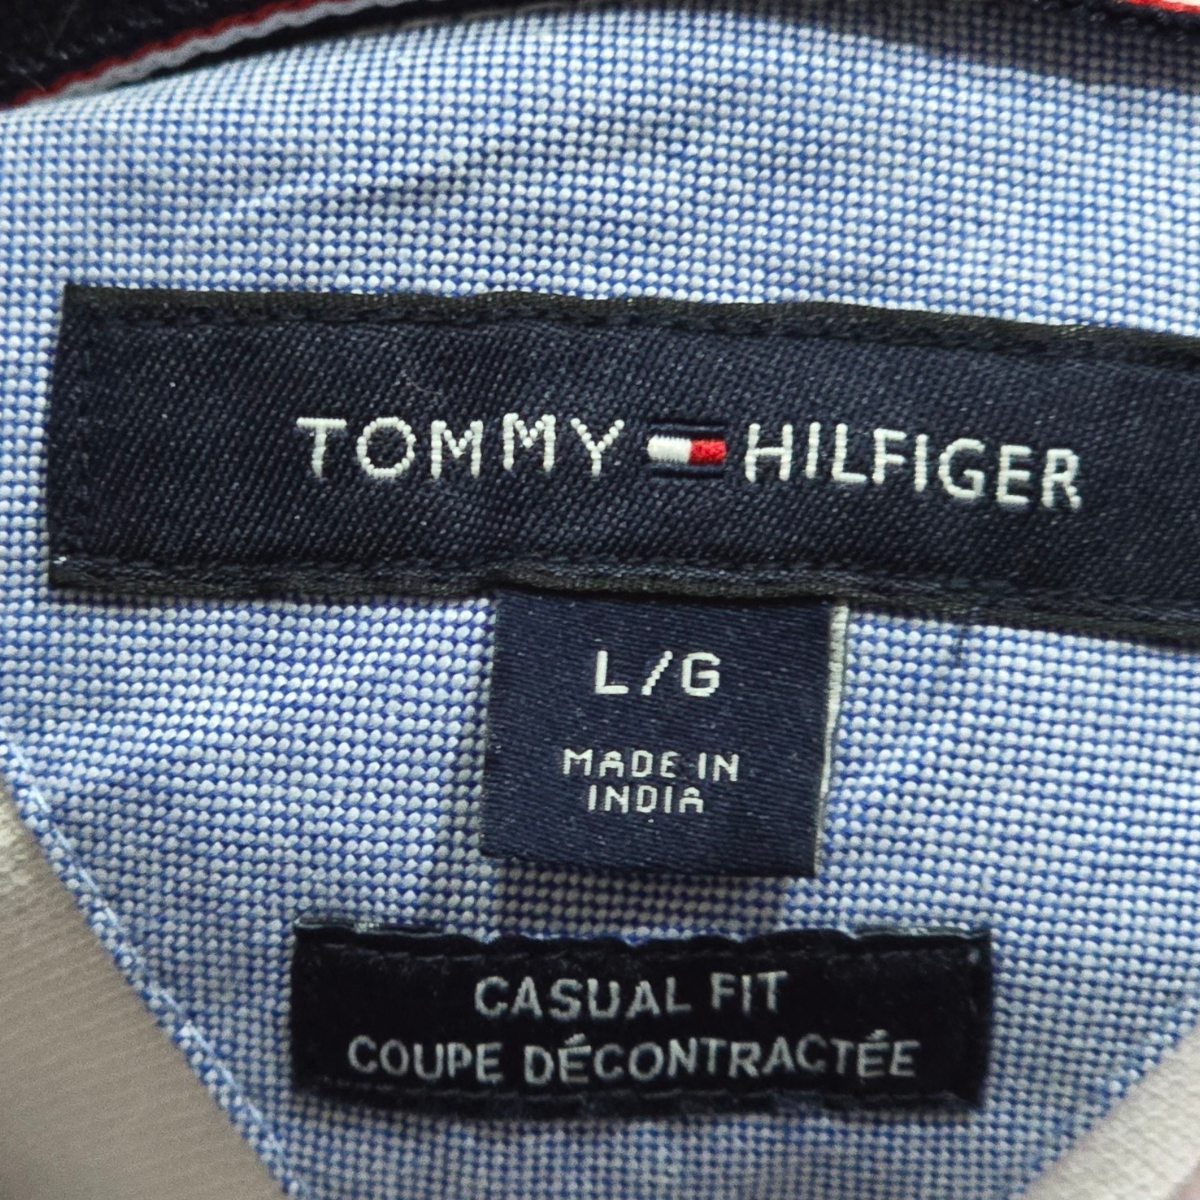 TOMMY HILFIGER
L/G
MADE IN
INDIA
CASUAL FIT
COUPE DÉCONTRACTÉE